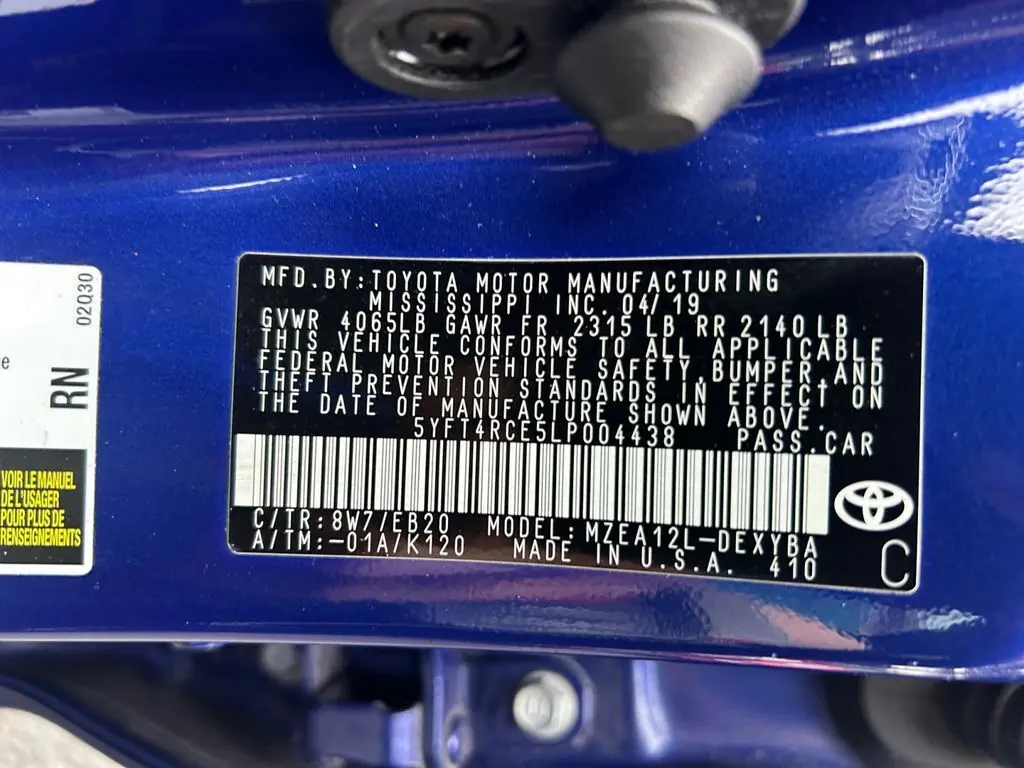 MFD.BY:TOYOTA MOTOR MANUFACTURING
MISSISSIPPI INC. 04/19
GVWR 4065LB GAWR FR 2315 LB RR 2140 LB
THIS VEHICLE CONFORMS TO ALL APPLICABLE
FEDERAL MOTOR VEHICLE SAFETY,BUMPER,AND
THEFT PREVENTION STANDARDS IN EFFECT ON
THE DATE OF MANUFACTURE SHOWN ABOVE.
5YFT4RCE5LP004438 PASS.CAR
C/TR:8W7/EB20 MODEL:MZEA12L-DEXYBA
A/TM:-01A/K120 MADE IN U.S.A. 410
C
02030
RN
VOIR LE MANUEL
DE L'USAGER
POUR PLUS DE
RENSEIGNEMENTS